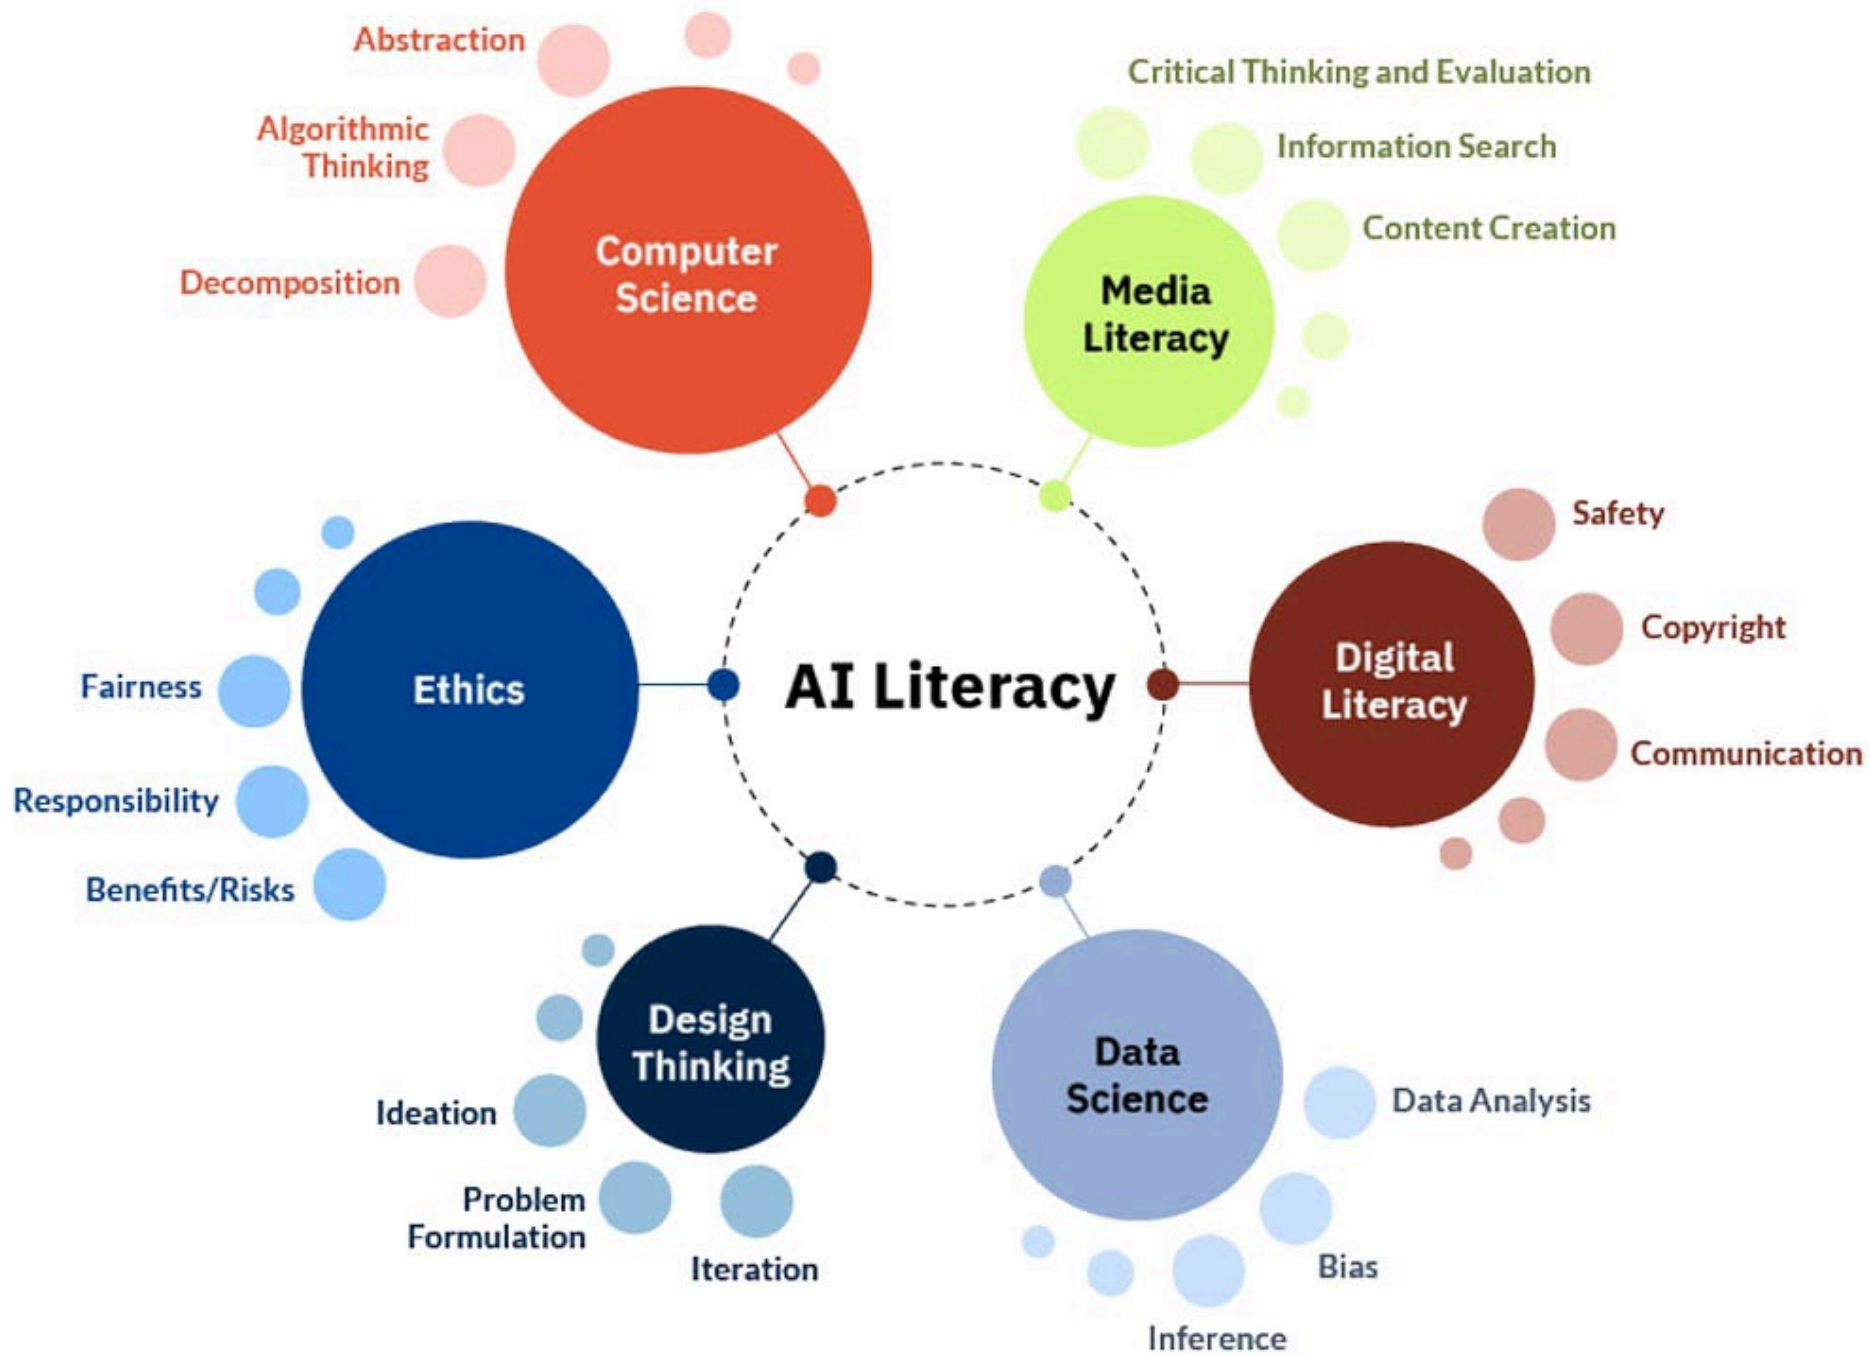 Abstraction
Algorithmic
Thinking
Decomposition
Computer
Science
Critical Thinking and Evaluation
Information Search
Content Creation
Media
Literacy
Safety
Copyright
Communication
Digital
Literacy
AI Literacy
Ethics
Fairness
Responsibility
Benefits/Risks
Design
Thinking
Ideation
Problem
Formulation
Iteration
Data
Science
Data Analysis
Bias
Inference